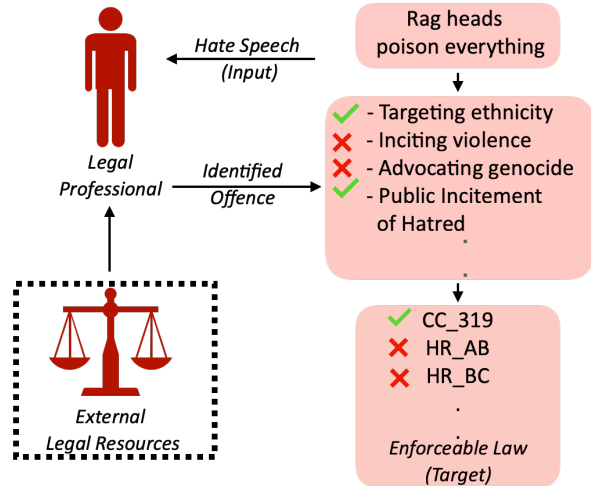 Rag heads
poison everything
Hate Speech
(Input)
- Targeting ethnicity
- Inciting violence
- Advocating genocide
- Public Incitement
of Hatred
.
.
Legal
Professional
Identified
Offence
CC_319
HR_AB
HR_BC
.
.
Enforceable Law
(Target)
External
Legal Resources